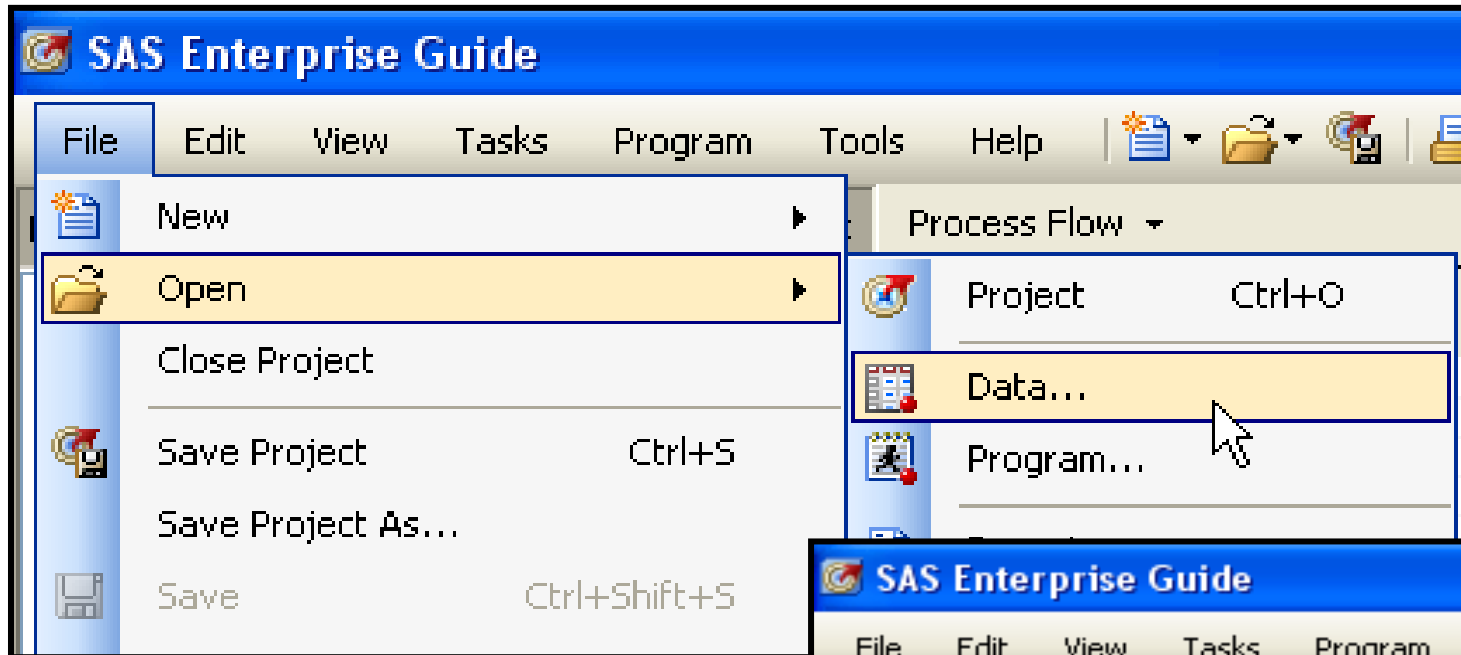 SAS Enterprise Guide
File Edit View Tasks Program Tools Help
Process Flow
New
Open
Project Ctrl+O
Close Project
Data...
Save Project Ctrl+S
Program...
Save Project As...
Save Ctrl+Shift+S
SAS Enterprise Guide
File Edit View Tasks Program